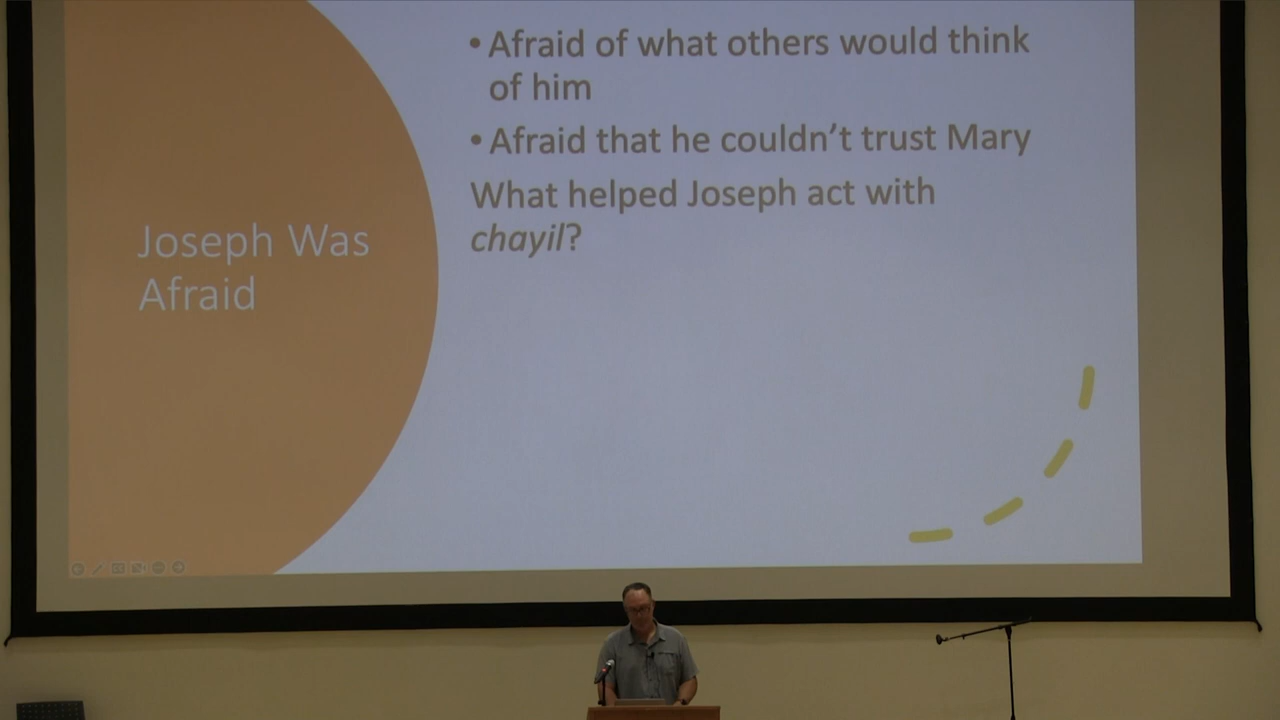 • Afraid of what others would think
of him
• Afraid that he couldn’t trust Mary
What helped Joseph act with
chayil?
Joseph Was
Afraid